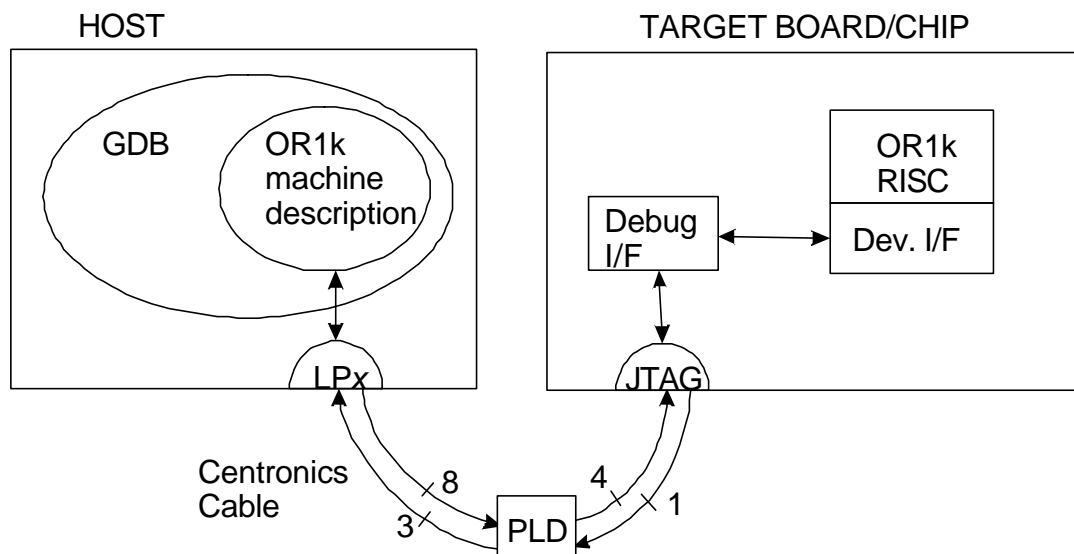 HOST
TARGET BOARD/CHIP
GDB
OR1k
machine
description
OR1k
RISC
Debug
I/F
Dev. I/F
LPx
JTAG
Centronics
Cable
8
3
4
1
PLD